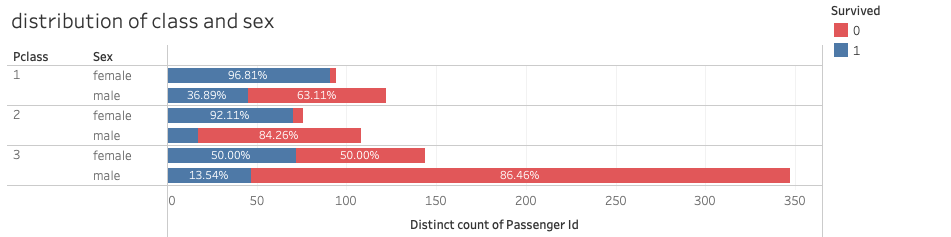 distribution of class and sex
Survived
0
1
Pclass Sex
1 female 96.81%
male 36.89% 63.11%
2 female 92.11%
male 84.26%
3 female 50.00% 50.00%
male 13.54% 86.46%
0 50 100 150 200 250 300 350
Distinct count of Passenger Id